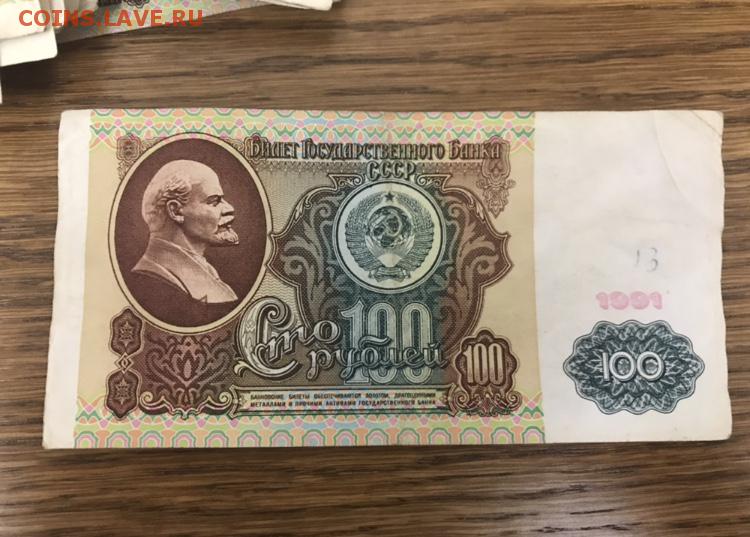 COINS.LAVE.RU
Билет Государственного Банка
СССР
13
1991
Сто 100
рублей
100
100
БАНКОВСКИЕ БИЛЕТЫ ОБЕСПЕЧИВАЮТСЯ ЗОЛОТОМ, ДРАГОЦЕННЫМИ
МЕТАЛЛАМИ И ПРОЧИМИ АКТИВАМИ ГОСУДАРСТВЕННОГО БАНКА